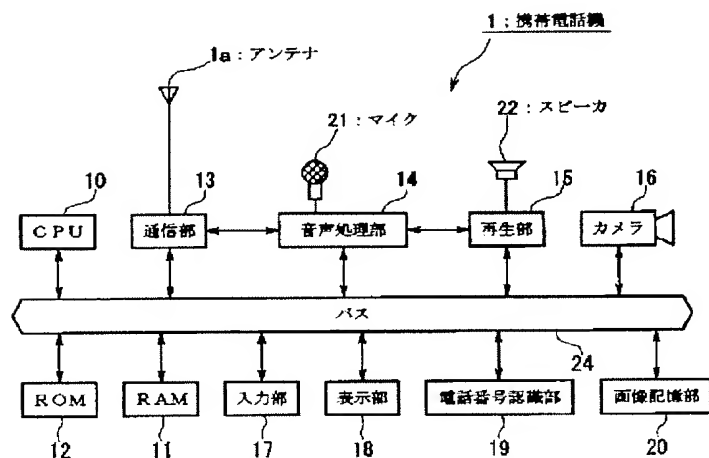 1：携帯電話機
1a：アンテナ
21：マイク
22：スピーカ
10
13
14
15
16
CPU
通信部
音声処理部
再生部
カメラ
バス
24
ROM
RAM
入力部
表示部
電話番号認識部
画像記憶部
12
11
17
18
19
20